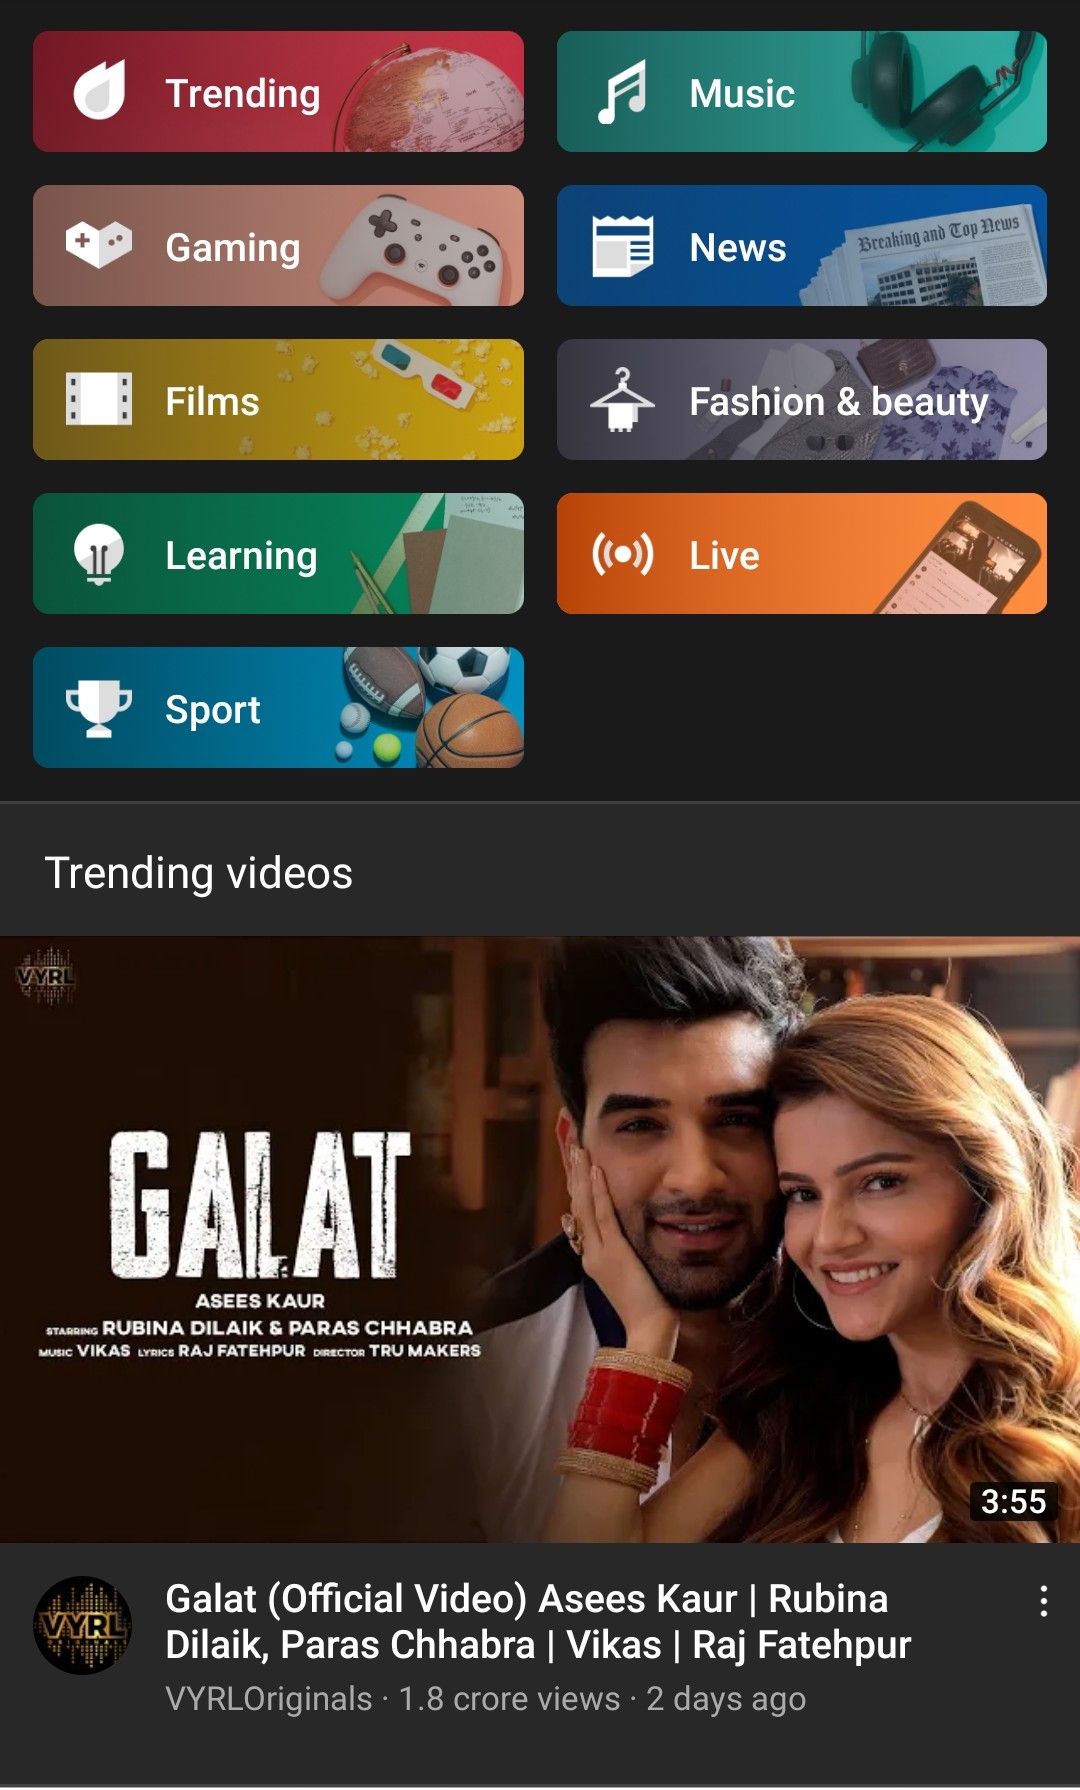 Trending
Music
Gaming
News
Breaking and Top News
Films
Fashion & beauty
Learning
Live
Sport
Trending videos
VYRL
GALAT
ASEES KAUR
STARRING RUBINA DILAIK & PARAS CHHABRA
MUSIC VIKAS LYRICS RAJ FATEHPUR DIRECTOR TRU MAKERS
3:55
VYRL
Galat (Official Video) Asees Kaur | Rubina
Dilaik, Paras Chhabra | Vikas | Raj Fatehpur
VYRLOriginals · 1.8 crore views · 2 days ago